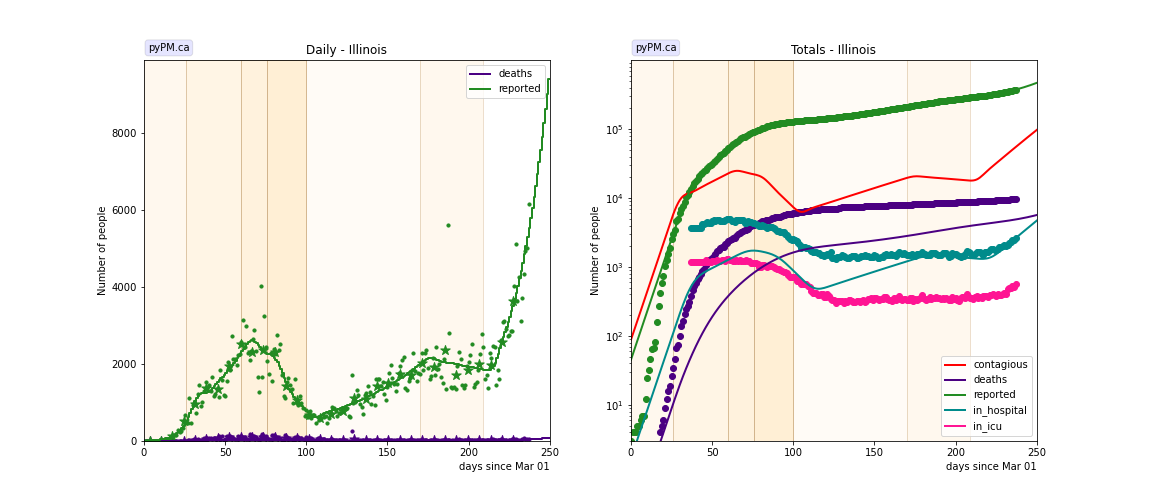 pyPM.ca
Daily - Illinois
deaths
reported
Number of people
0
2000
4000
6000
8000
0
50
100
150
200
250
days since Mar 01
pyPM.ca
Totals - Illinois
Number of people
10^5
10^4
10^3
10^2
10^1
contagious
deaths
reported
in_hospital
in_icu
0
50
100
150
200
250
days since Mar 01